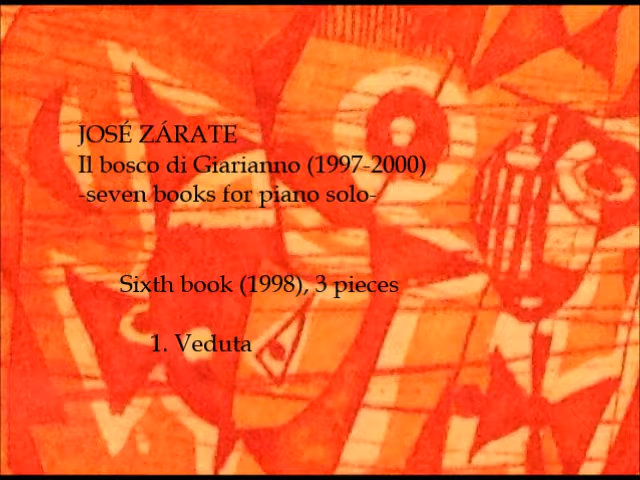 JOSÉ ZÁRATE
Il bosco di Giarianno (1997-2000)
-seven books for piano solo-
Sixth book (1998), 3 pieces
1. Veduta